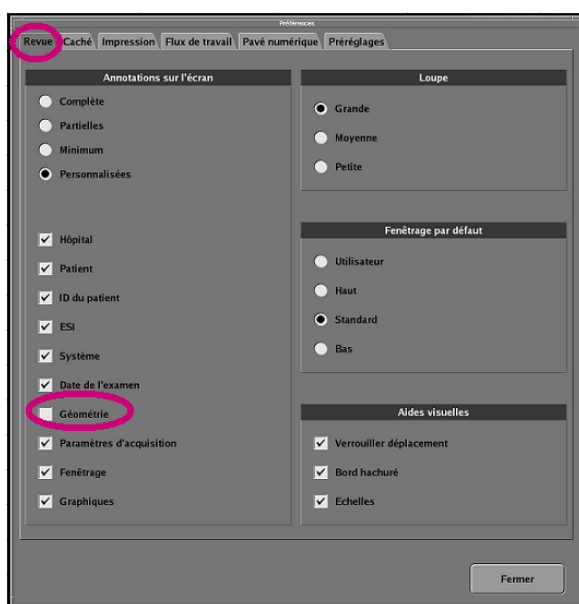 Préférences
Revue Caché Impression Flux de travail Pavé numérique Préréglages
Annotations sur l'écran
Complète
Partielles
Minimum
Personnalisées
Hôpital
Patient
ID du patient
ESI
Système
Date de l'examen
Géométrie
Paramètres d'acquisition
Fenêtrage
Graphiques
Loupe
Grande
Moyenne
Petite
Fenêtrage par défaut
Utilisateur
Haut
Standard
Bas
Aides visuelles
Verrouiller déplacement
Bord hachuré
Echelles
Fermer